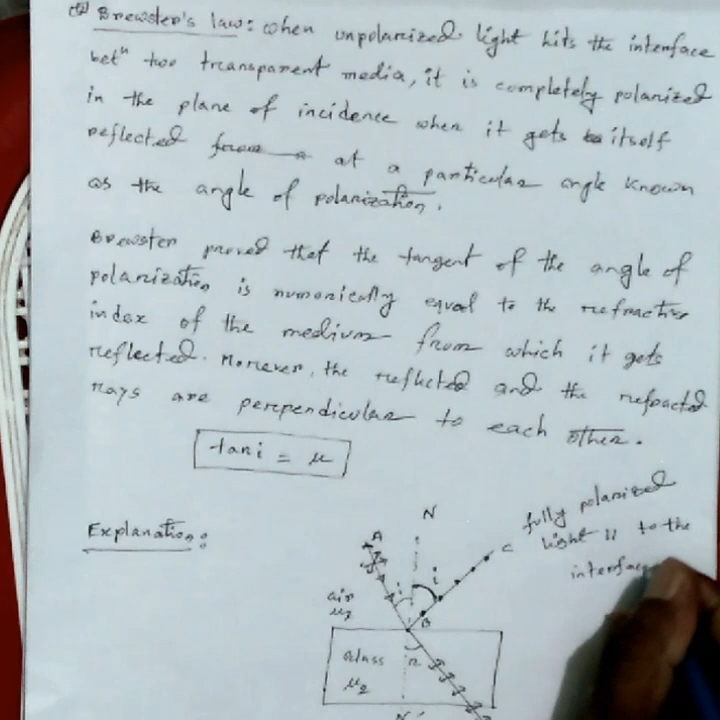 Brewster's law: when unpolarized light hits the interface
betⁿ two transparent media, it is completely polarized
in the plane of incidence when it gets itself
reflected at a particular angle known
as the angle of polarization.
Brewster proved that the tangent of the angle of
polarization is numerically equal to the refractive
index of the medium from which it gets
reflected. Moreover, the reflected and the refracted
rays are perpendicular to each other.
tan i = μ
Explanation:
fully polarized
light || to the
interface
N
A
C
i
i
air
μ₁
B
Glass
μ₂
r
N'